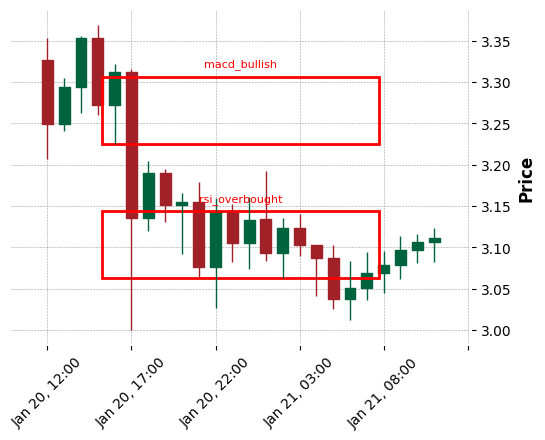 macd_bullish
rsi_overbought
3.35
3.30
3.25
3.20
3.15
3.10
3.05
3.00
Price
Jan 20, 12:00
Jan 20, 17:00
Jan 20, 22:00
Jan 21, 03:00
Jan 21, 08:00